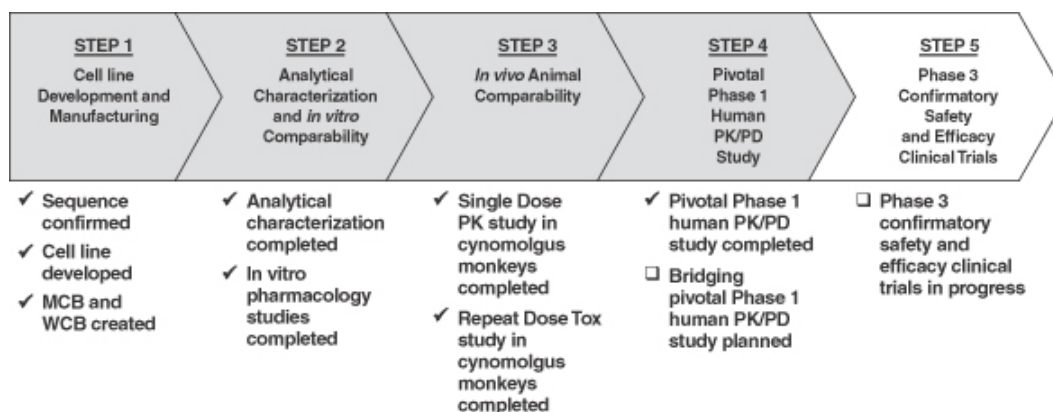 STEP 1
Cell line
Development and
Manufacturing
STEP 2
Analytical
Characterization
and in vitro
Comparability
STEP 3
In vivo Animal
Comparability
STEP 4
Pivotal
Phase 1
Human
PK/PD
Study
STEP 5
Phase 3
Confirmatory
Safety
and Efficacy
Clinical Trials
✓ Sequence
confirmed
✓ Cell line
developed
✓ MCB and
WCB created
✓ Analytical
characterization
completed
✓ In vitro
pharmacology
studies
completed
✓ Single Dose
PK study in
cynomolgus
monkeys
completed
✓ Repeat Dose Tox
study in
cynomolgus
monkeys
completed
✓ Pivotal Phase 1
human PK/PD
study completed
❑ Bridging
pivotal Phase 1
human PK/PD
study planned
❑ Phase 3
confirmatory
safety and
efficacy clinical
trials in progress